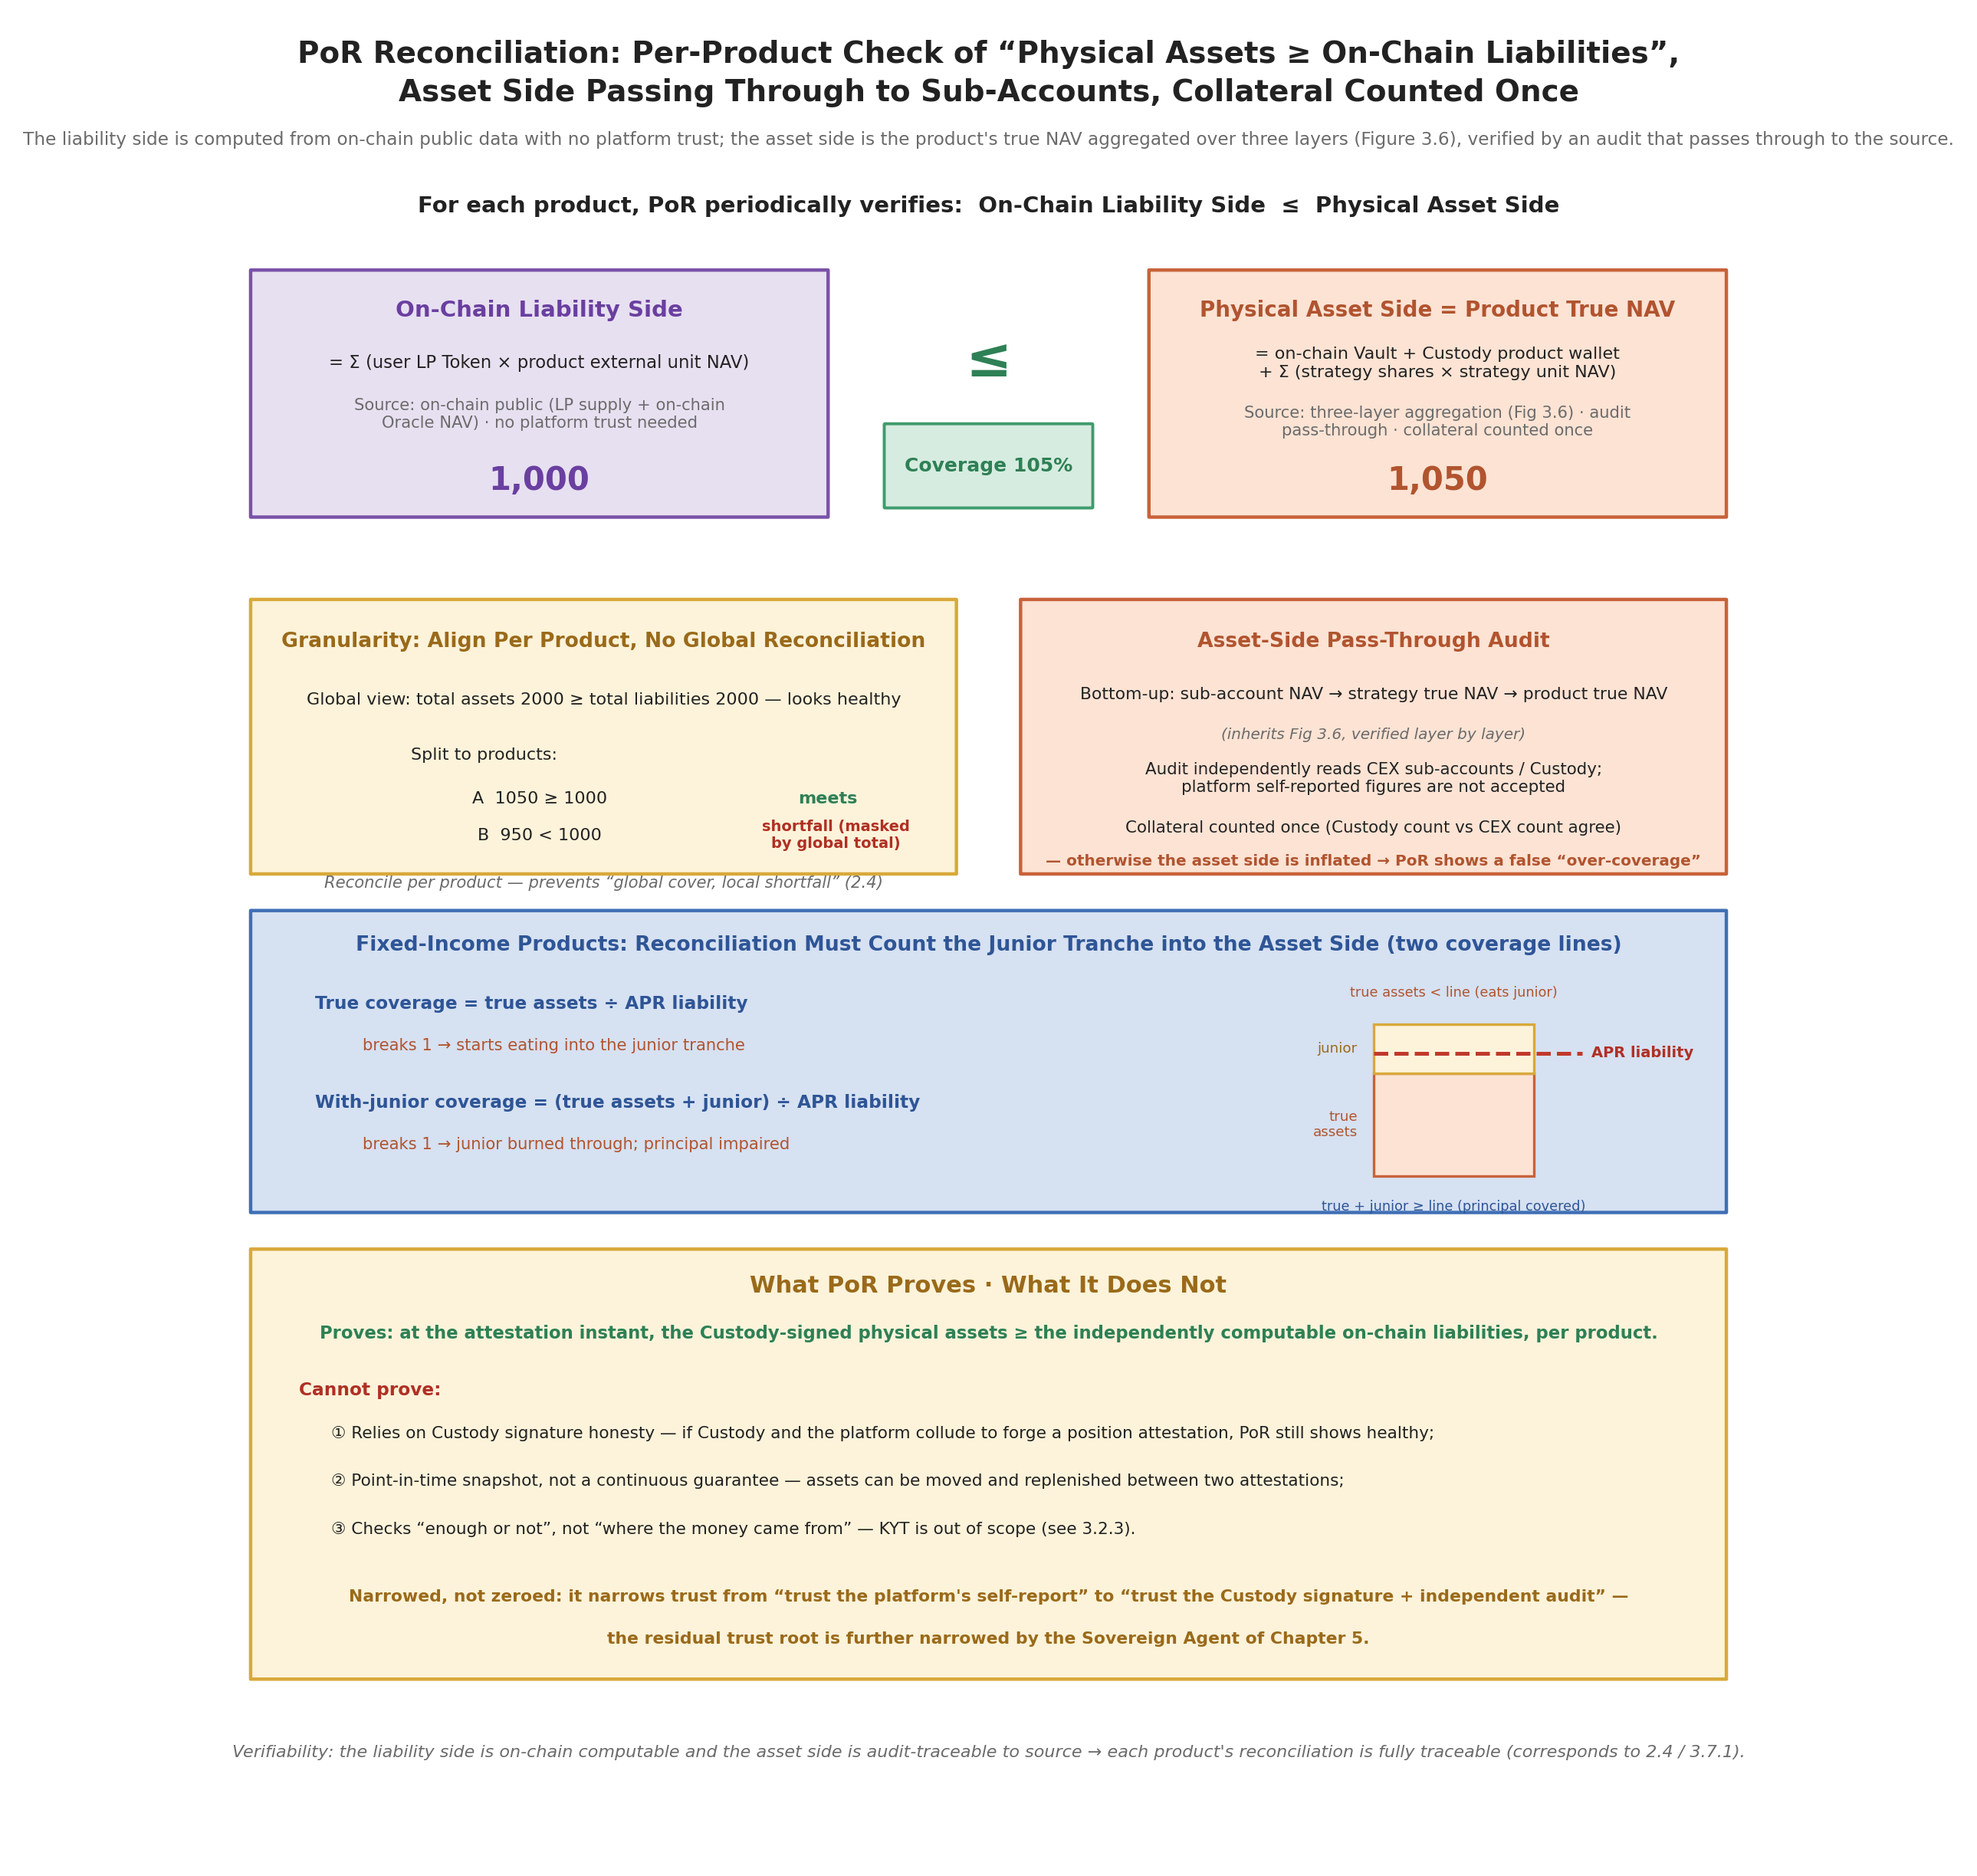 PoR Reconciliation: Per-Product Check of “Physical Assets ≥ On-Chain Liabilities”,
Asset Side Passing Through to Sub-Accounts, Collateral Counted Once
The liability side is computed from on-chain public data with no platform trust; the asset side is the product's true NAV aggregated over three layers (Figure 3.6), verified by an audit that passes through to the source.
For each product, PoR periodically verifies:  On-Chain Liability Side  ≤  Physical Asset Side
On-Chain Liability Side
= Σ (user LP Token × product external unit NAV)
Source: on-chain public (LP supply + on-chain
Oracle NAV) · no platform trust needed
1,000
≤
Coverage 105%
Physical Asset Side = Product True NAV
= on-chain Vault + Custody product wallet
+ Σ (strategy shares × strategy unit NAV)
Source: three-layer aggregation (Fig 3.6) · audit
pass-through · collateral counted once
1,050
Granularity: Align Per Product, No Global Reconciliation
Global view: total assets 2000 ≥ total liabilities 2000 — looks healthy
Split to products:
A  1050 ≥ 1000
meets
B  950 < 1000
shortfall (masked
by global total)
Reconcile per product — prevents “global cover, local shortfall” (2.4)
Asset-Side Pass-Through Audit
Bottom-up: sub-account NAV → strategy true NAV → product true NAV
(inherits Fig 3.6, verified layer by layer)
Audit independently reads CEX sub-accounts / Custody;
platform self-reported figures are not accepted
Collateral counted once (Custody count vs CEX count agree)
— otherwise the asset side is inflated → PoR shows a false “over-coverage”
Fixed-Income Products: Reconciliation Must Count the Junior Tranche into the Asset Side (two coverage lines)
True coverage = true assets ÷ APR liability
breaks 1 → starts eating into the junior tranche
With-junior coverage = (true assets + junior) ÷ APR liability
breaks 1 → junior burned through; principal impaired
true assets < line (eats junior)
junior
APR liability
true
assets
true + junior ≥ line (principal covered)
What PoR Proves · What It Does Not
Proves: at the attestation instant, the Custody-signed physical assets ≥ the independently computable on-chain liabilities, per product.
Cannot prove:
① Relies on Custody signature honesty — if Custody and the platform collude to forge a position attestation, PoR still shows healthy;
② Point-in-time snapshot, not a continuous guarantee — assets can be moved and replenished between two attestations;
③ Checks “enough or not”, not “where the money came from” — KYT is out of scope (see 3.2.3).
Narrowed, not zeroed: it narrows trust from “trust the platform's self-report” to “trust the Custody signature + independent audit” —
the residual trust root is further narrowed by the Sovereign Agent of Chapter 5.
Verifiability: the liability side is on-chain computable and the asset side is audit-traceable to source → each product's reconciliation is fully traceable (corresponds to 2.4 / 3.7.1).